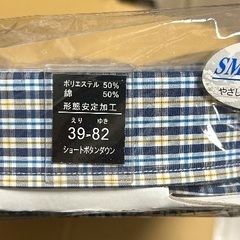 ポリエステル 50%
綿 50%
形態安定加工
えり ゆき
39-82
ショートボタンダウン
SM
やさし